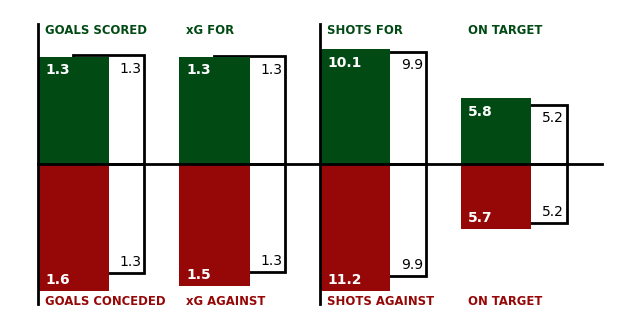 GOALS SCORED xG FOR SHOTS FOR ON TARGET
1.3 1.3 1.3 1.3 10.1 9.9 5.8 5.2
1.6 1.3 1.5 1.3 11.2 9.9 5.7 5.2
GOALS CONCEDED xG AGAINST SHOTS AGAINST ON TARGET